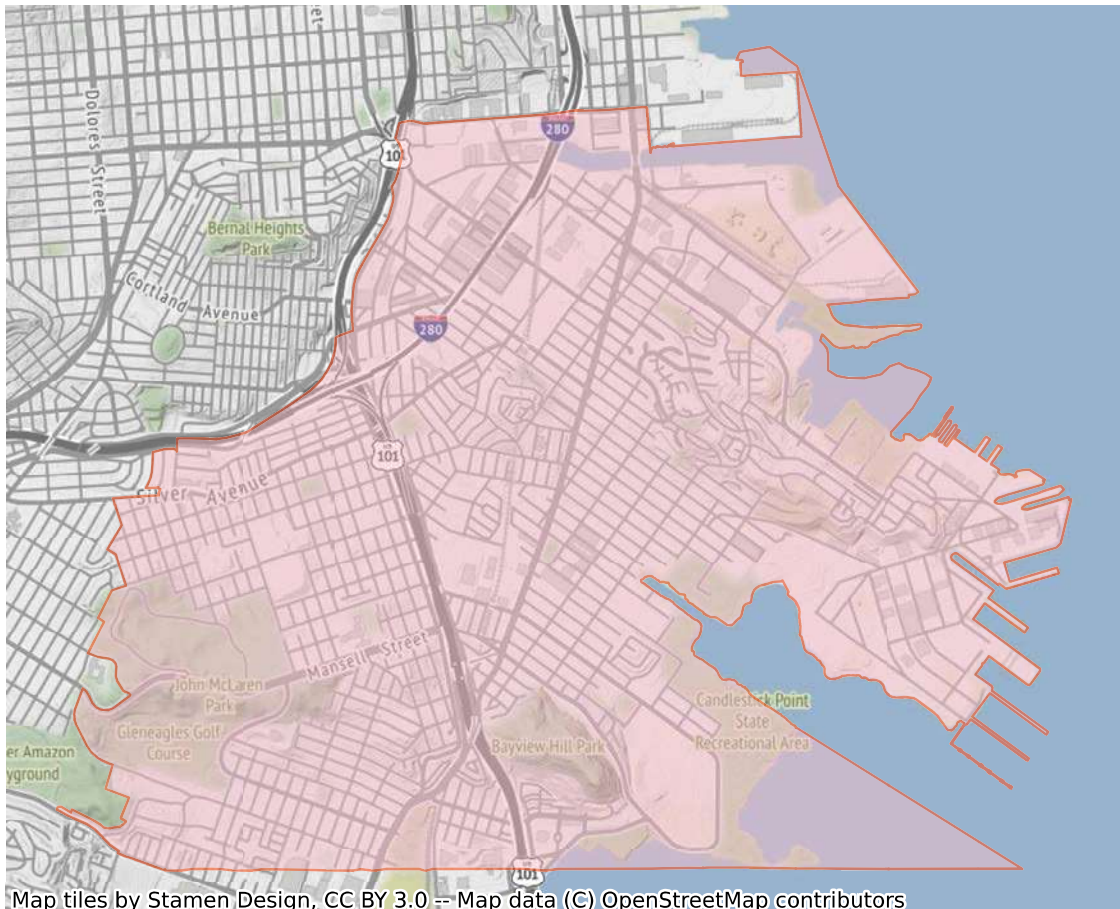 Dolores Street
280
101
Bernal Heights
Park
Cortland Avenue
280
101
Silver Avenue
Mansell Street
John McLaren
Park
Candlestick Point
State
Recreational Area
Gleneagles Golf
Course
Bayview Hill Park
er Amazon
yground
101
Map tiles by Stamen Design, CC BY 3.0 -- Map data (C) OpenStreetMap contributors